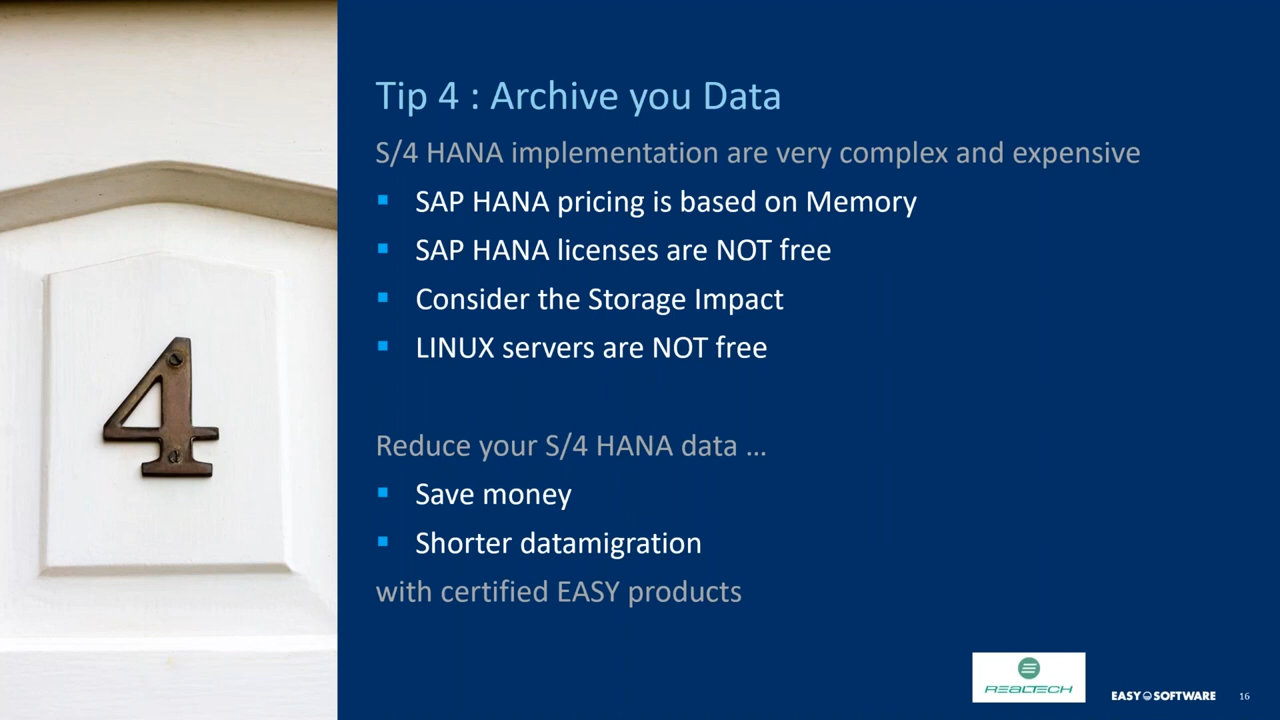 Tip 4 : Archive you Data
S/4 HANA implementation are very complex and expensive
▪ SAP HANA pricing is based on Memory
▪ SAP HANA licenses are NOT free
▪ Consider the Storage Impact
▪ LINUX servers are NOT free
Reduce your S/4 HANA data …
▪ Save money
▪ Shorter datamigration
with certified EASY products
4
REALTECH
EASY SOFTWARE
16